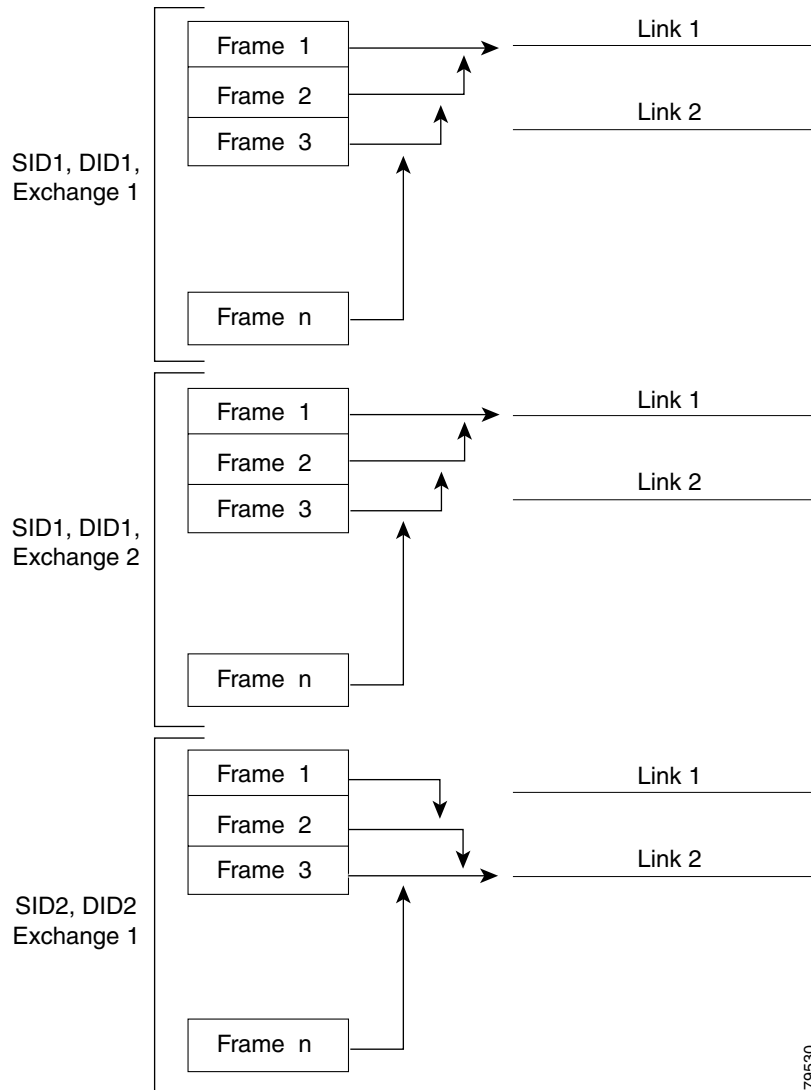 Frame 1
Link 1
Frame 2
Link 2
Frame 3
SID1, DID1,
Exchange 1
Frame n
Frame 1
Link 1
Frame 2
Link 2
Frame 3
SID1, DID1,
Exchange 2
Frame n
Frame 1
Link 1
Frame 2
Frame 3
Link 2
SID2, DID2
Exchange 1
Frame n
79530